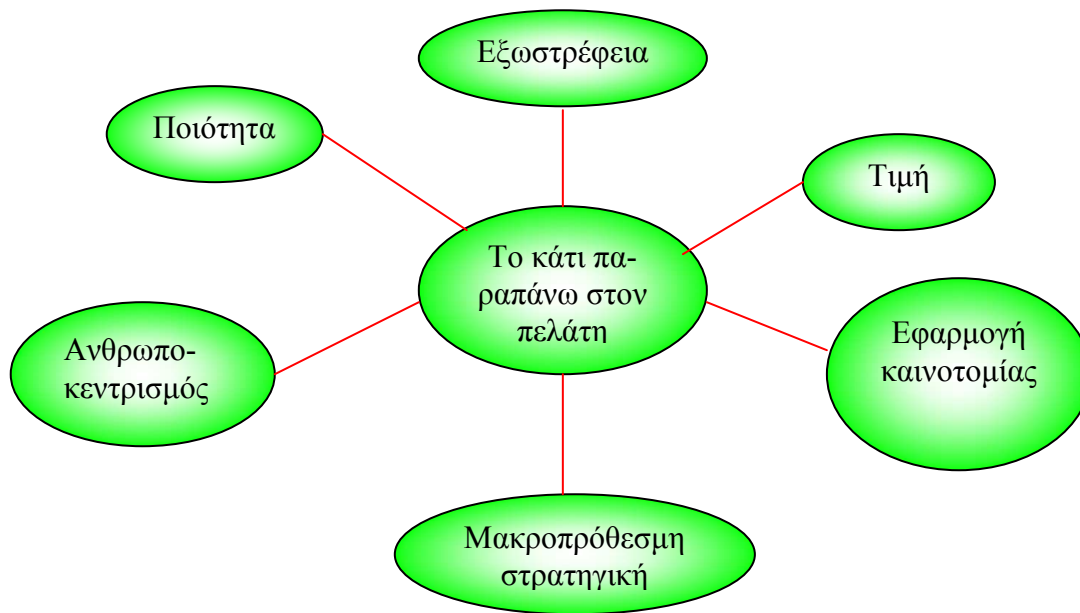 Εξωστρέφεια
Ποιότητα
Τιμή
Το κάτι πα-
ραπάνω στον
πελάτη
Ανθρωπο-
κεντρισμός
Εφαρμογή
καινοτομίας
Μακροπρόθεσμη
στρατηγική